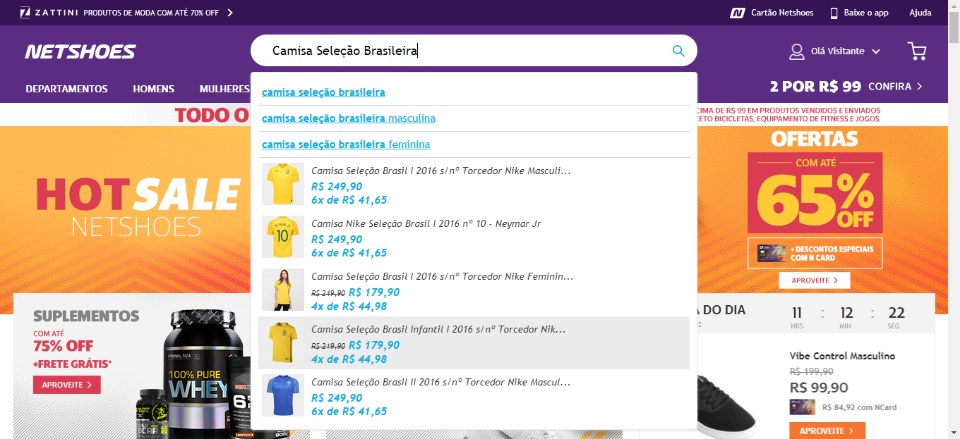 ZATTINI PRODUTOS DE MODA COM ATÉ 70% OFF
Cartão Netshoes Baixe o app Ajuda
NETSHOES
Camisa Seleção Brasileira
Olá Visitante
DEPARTAMENTOS HOMENS MULHERES
2 POR R$ 99 CONFIRA
camisa seleção brasileira
camisa seleção brasileira masculina
camisa seleção brasileira feminina
Camisa Seleção Brasil I 2016 s/nº Torcedor Nike Masculi...
R$ 249,90
6x de R$ 41,65
Camisa Nike Seleção Brasil I 2016 nº 10 - Neymar Jr
R$ 249,90
6x de R$ 41,65
Camisa Seleção Brasil I 2016 s/nº Torcedor Nike Feminin...
R$ 249,90 R$ 179,90
4x de R$ 44,98
Camisa Seleção Brasil Infantil I 2016 s/nº Torcedor Nik...
R$ 219,90 R$ 179,90
4x de R$ 44,98
Camisa Seleção Brasil II 2016 s/nº Torcedor Nike Mascul...
R$ 249,90
6x de R$ 41,65
TODO O
CIMA DE R$ 99 EM PRODUTOS VENDIDOS E ENVIADOS
CETO BICICLETAS, EQUIPAMENTO DE FITNESS E JOGOS.
HOT SALE
NETSHOES
OFERTAS
COM ATÉ
65% OFF
+ DESCONTOS ESPECIAIS
COM N CARD
APROVEITE
SUPLEMENTOS
COM ATÉ
75% OFF
+FRETE GRÁTIS*
APROVEITE
PROBIÓTICA
100% PURE
WHEY
DO DIA
11 : 12 : 22
HRS MIN SEG
Vibe Control Masculino
R$ 199,90
R$ 99,90
R$ 84,92 com NCard
APROVEITE